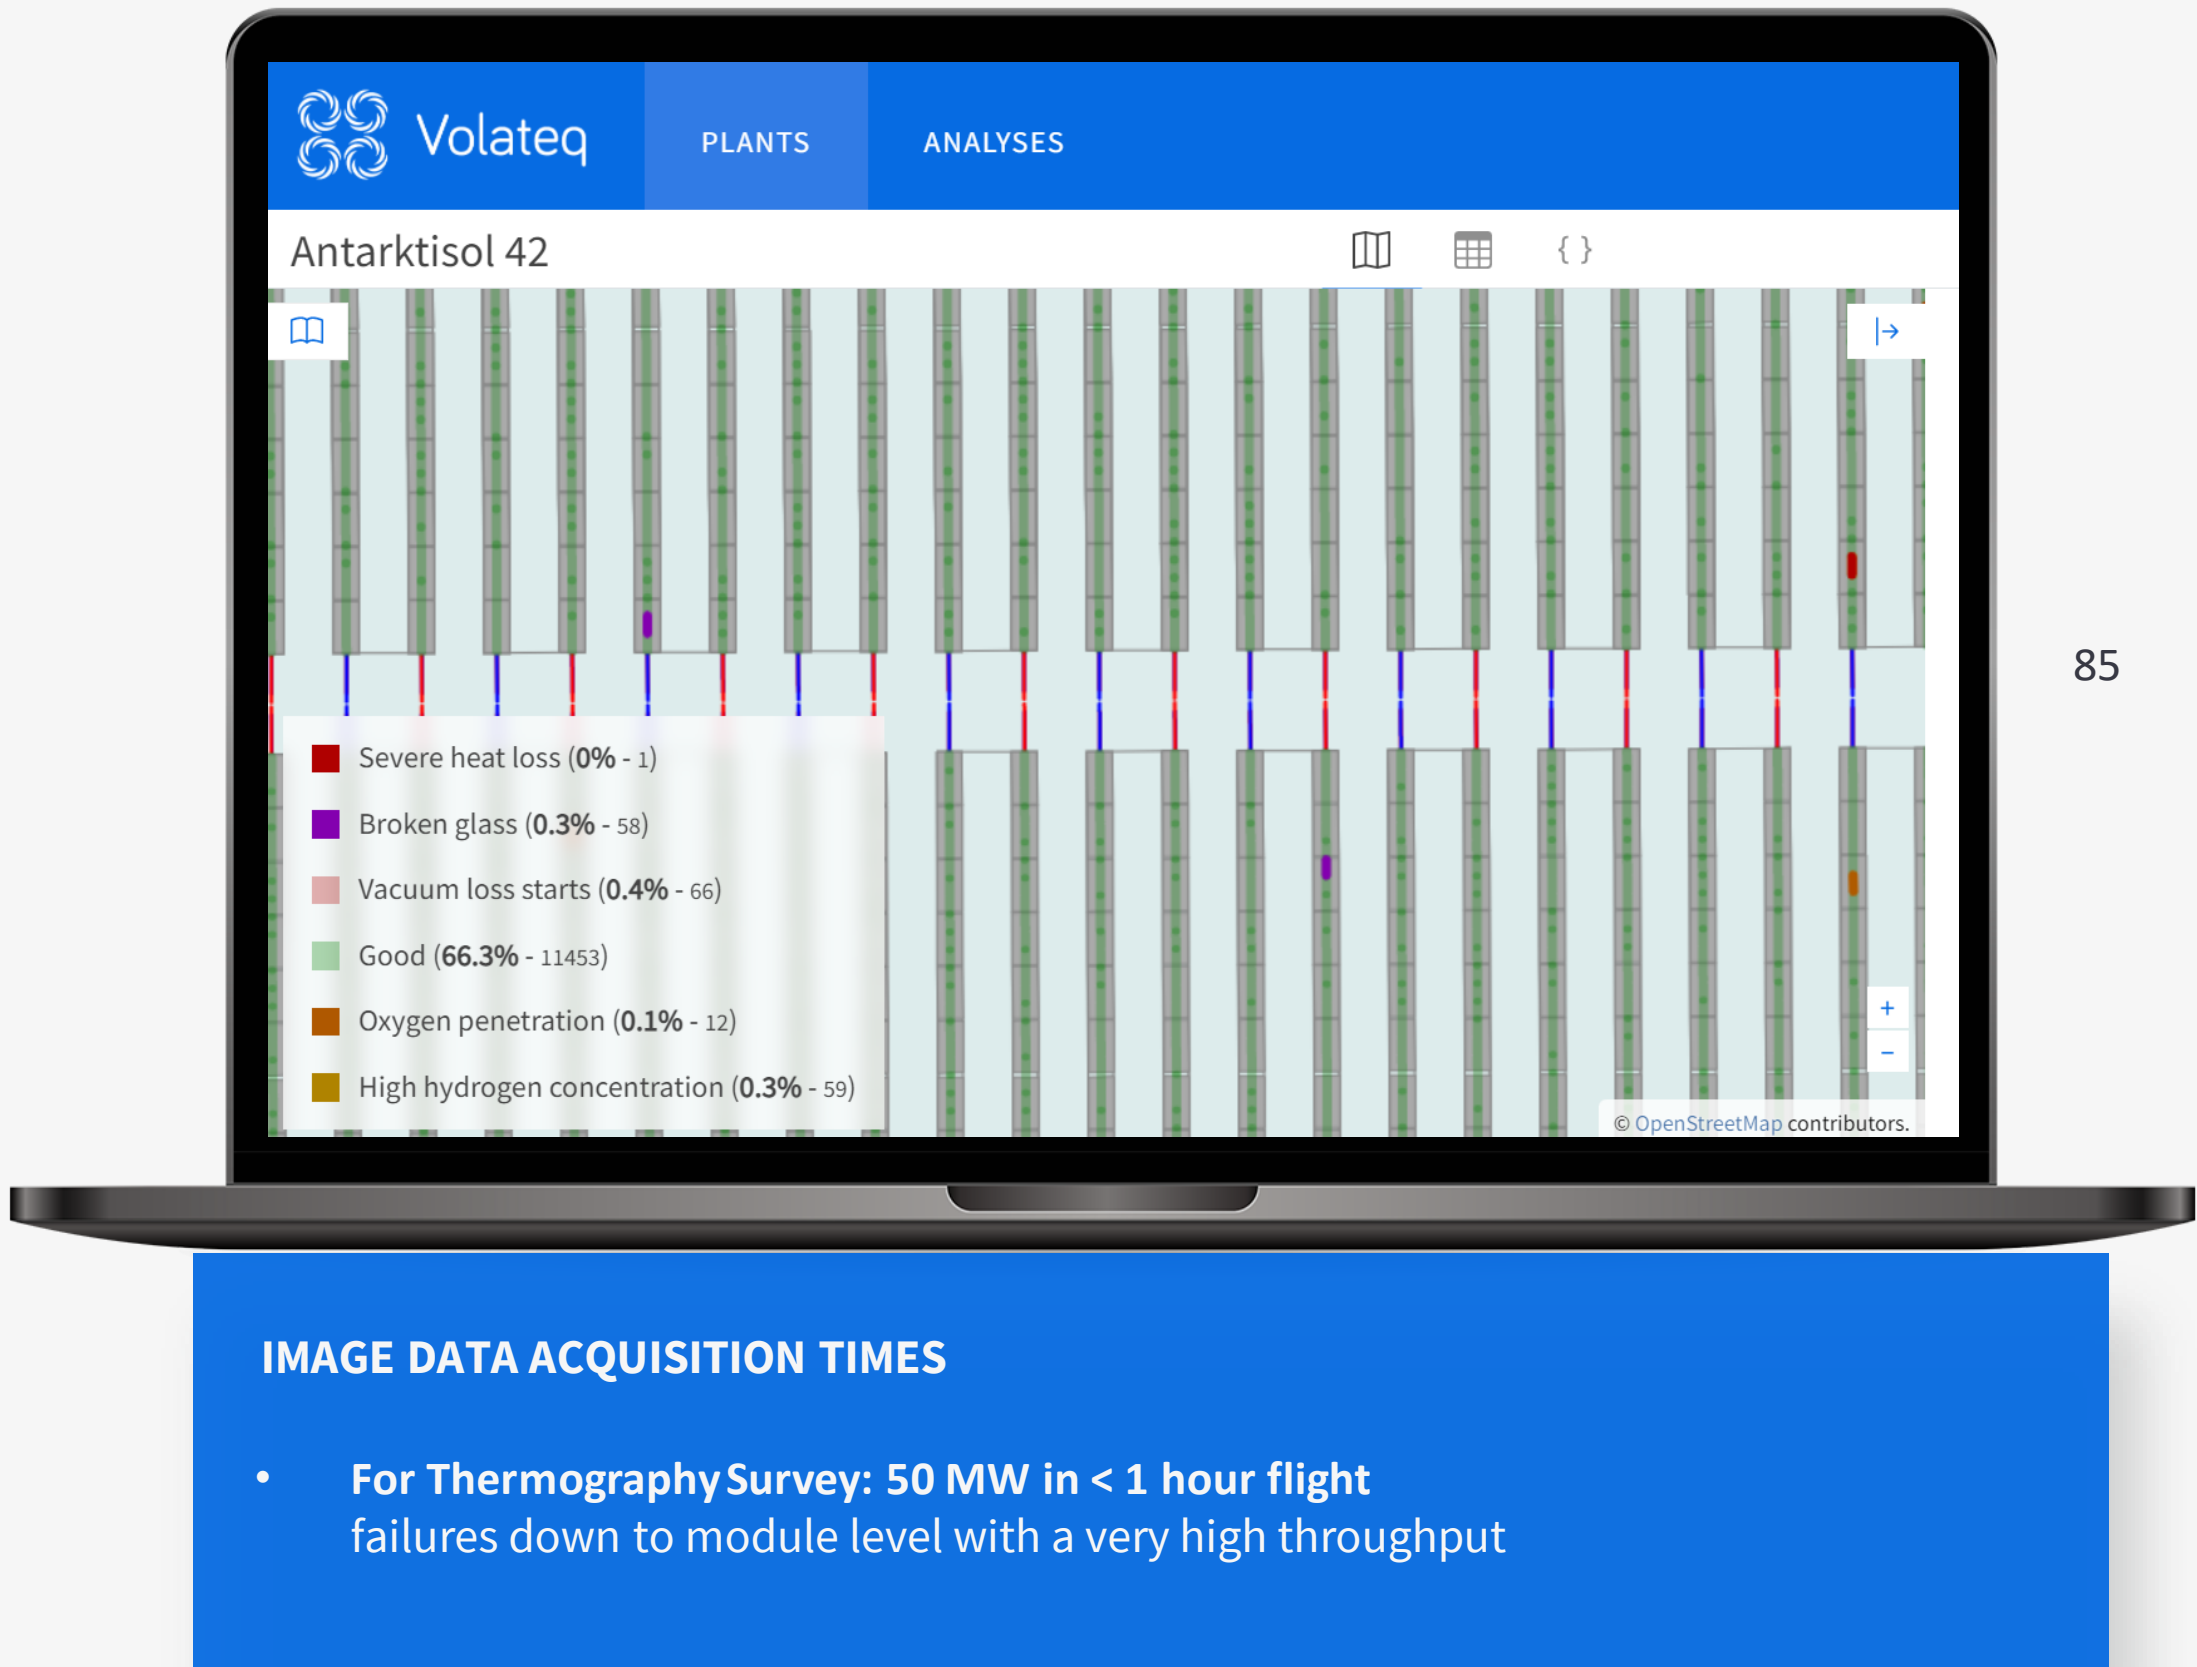 Volateq
PLANTS
ANALYSES
Antarktisol 42
{ }
Severe heat loss (0% - 1)
Broken glass (0.3% - 58)
Vacuum loss starts (0.4% - 66)
Good (66.3% - 11453)
Oxygen penetration (0.1% - 12)
High hydrogen concentration (0.3% - 59)
+
−
© OpenStreetMap contributors.
85
IMAGE DATA ACQUISITION TIMES
• For Thermography Survey: 50 MW in < 1 hour flight
failures down to module level with a very high throughput